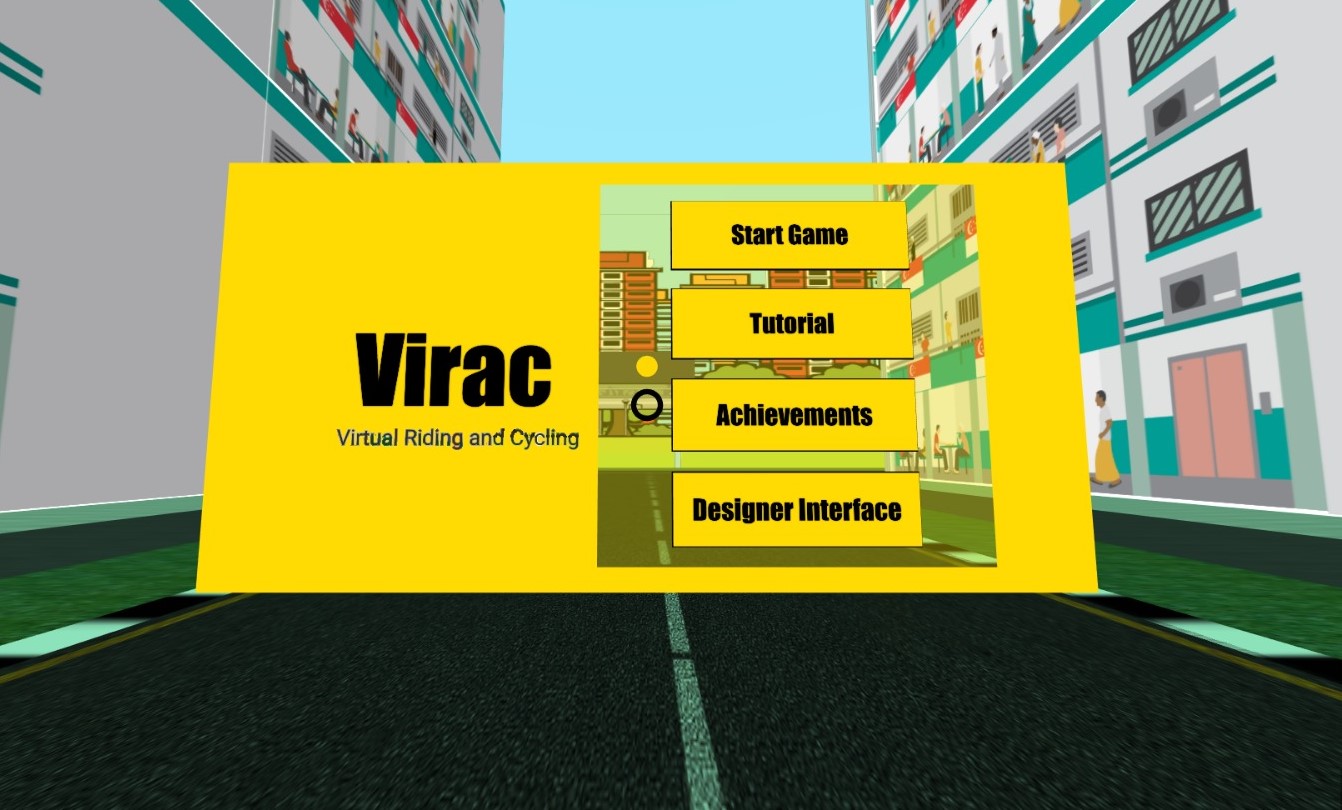 Virac
Virtual Riding and Cycling
Start Game
Tutorial
Achievements
Designer Interface